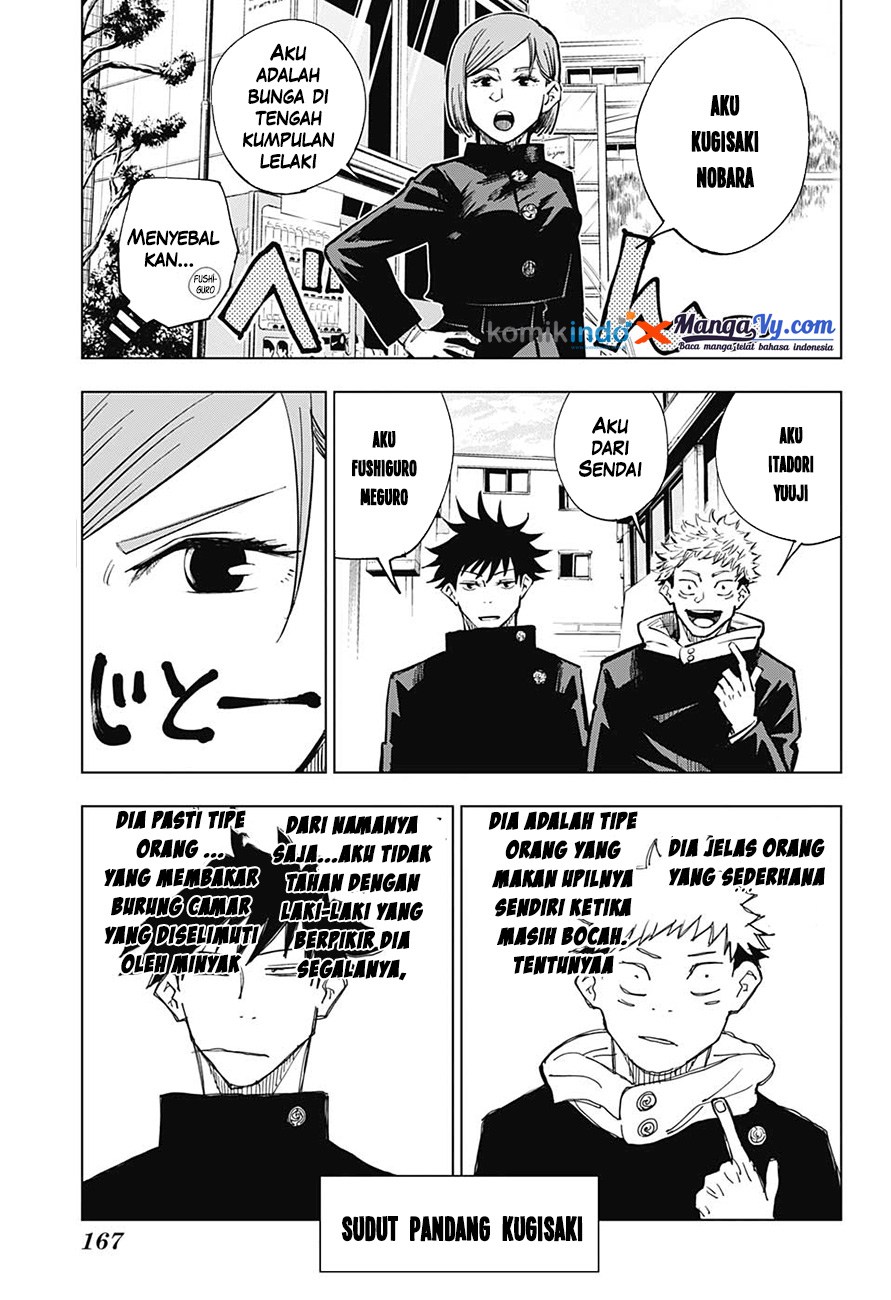 AKU
KUGISAKI
NOBARA
AKU
ADALAH
BUNGA DI
TENGAH
KUMPULAN
LELAKI
MENYEBAL
KAN...
FUSHI-
GURO
komikindo
MangaVy.com
Baca manga,telat bahasa indonesia
AKU
ITADORI
YUUJI
AKU
DARI
SENDAI
AKU
FUSHIGURO
MEGURO
じとー
DIA JELAS ORANG
YANG SEDERHANA
DIA ADALAH TIPE
ORANG YANG
MAKAN UPILNYA
SENDIRI KETIKA
MASIH BOCAH.
TENTUNYAA
DARI NAMANYA
SAJA...AKU TIDAK
TAHAN DENGAN
LAKI-LAKI YANG
BERPIKIR DIA
SEGALANYA,
DIA PASTI TIPE
ORANG ...
YANG MEMBAKAR
BURUNG CAMAR
YANG DISELIMUTI
OLEH MINYAK
SUDUT PANDANG KUGISAKI
167